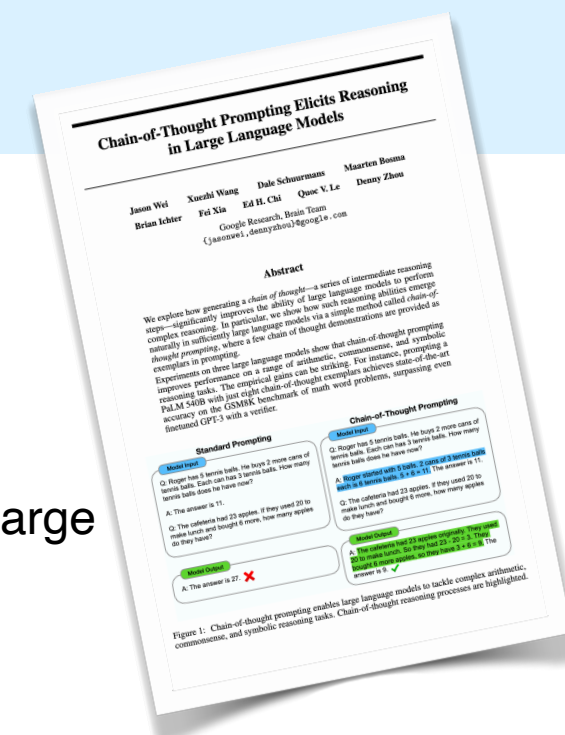 Chain-of-Thought Prompting Elicits Reasoning
in Large Language Models
Jason Wei Xuezhi Wang Dale Schuurmans Maarten Bosma
Brian Ichter Fei Xia Ed H. Chi Quoc V. Le Denny Zhou
Google Research, Brain Team
{jasonwei,dennyzhou}@google.com
Abstract
We explore how generating a chain of thought—a series of intermediate reasoning
steps—significantly improves the ability of large language models to perform
complex reasoning. In particular, we show how such reasoning abilities emerge
naturally in sufficiently large language models via a simple method called chain-of-
thought prompting, where a few chain of thought demonstrations are provided as
exemplars in prompting.
Experiments on three large language models show that chain-of-thought prompting
improves performance on a range of arithmetic, commonsense, and symbolic
reasoning tasks. The empirical gains can be striking. For instance, prompting a
PaLM 540B with just eight chain-of-thought exemplars achieves state-of-the-art
accuracy on the GSM8K benchmark of math word problems, surpassing even
finetuned GPT-3 with a verifier.
Standard Prompting
Model Input
Q: Roger has 5 tennis balls. He buys 2 more cans of
tennis balls. Each can has 3 tennis balls. How many
tennis balls does he have now?
A: The answer is 11.
Q: The cafeteria had 23 apples. If they used 20 to
make lunch and bought 6 more, how many apples
do they have?
Model Output
A: The answer is 27.
Chain-of-Thought Prompting
Model Input
Q: Roger has 5 tennis balls. He buys 2 more cans of
tennis balls. Each can has 3 tennis balls. How many
tennis balls does he have now?
A: Roger started with 5 balls. 2 cans of 3 tennis balls
each is 6 tennis balls. 5 + 6 = 11. The answer is 11.
Q: The cafeteria had 23 apples. If they used 20 to
make lunch and bought 6 more, how many apples
do they have?
Model Output
A: The cafeteria had 23 apples originally. They used
20 to make lunch. So they had 23 - 20 = 3. They
bought 6 more apples, so they have 3 + 6 = 9. The
answer is 9.
arge
Figure 1: Chain-of-thought prompting enables large language models to tackle complex arithmetic,
commonsense, and symbolic reasoning tasks. Chain-of-thought reasoning processes are highlighted.